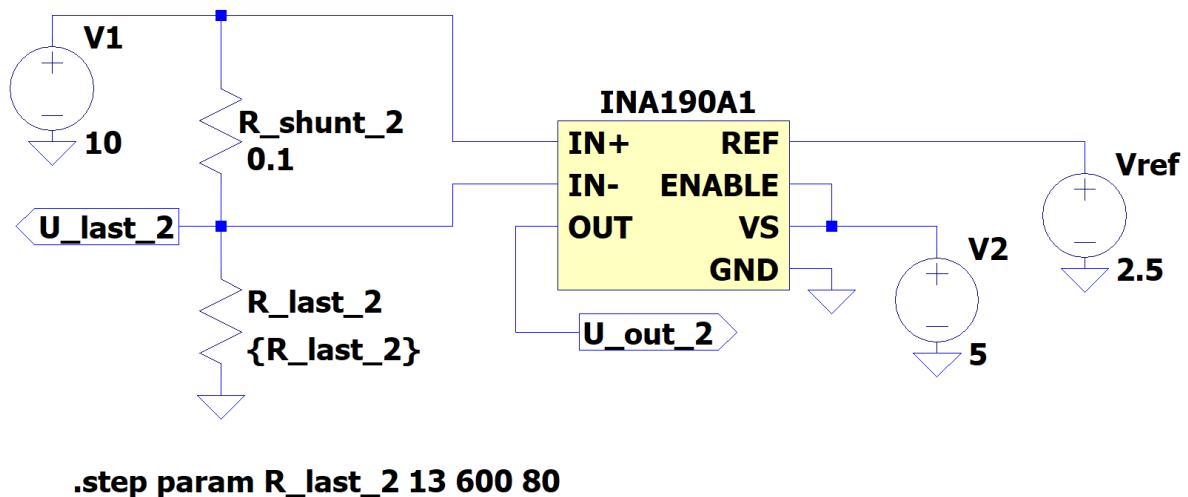 V1
10
R_shunt_2
0.1
U_last_2
R_last_2
{R_last_2}
INA190A1
IN+ REF
IN- ENABLE
OUT VS
GND
U_out_2
V2
5
Vref
2.5
.step param R_last_2 13 600 80